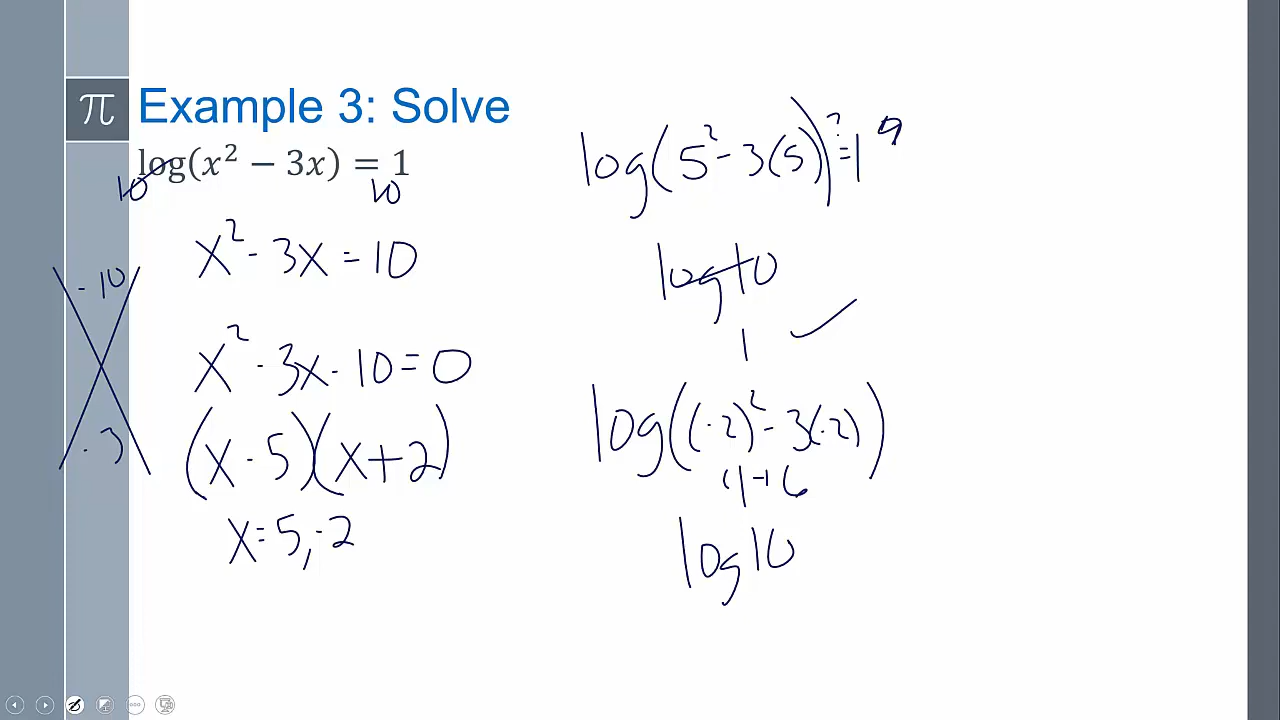 π Example 3: Solve
log(x² − 3x) = 1
10 10
x² - 3x = 10
- 10
x² - 3x - 10 = 0
- 3
(x - 5)(x + 2)
x = 5, -2
log(5² - 3(5)) ?= 1
log 10
1 ✓
log((-2)² - 3(-2))
4 + 6
log 10